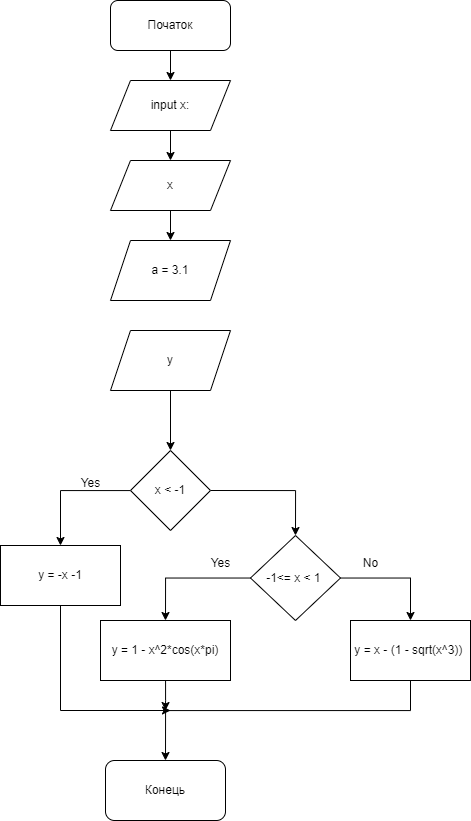 Початок
input x:
x
a = 3.1
y
x < -1
Yes
y = -x -1
-1<= x < 1
Yes
No
y = 1 - x^2*cos(x*pi)
y = x - (1 - sqrt(x^3))
Конець